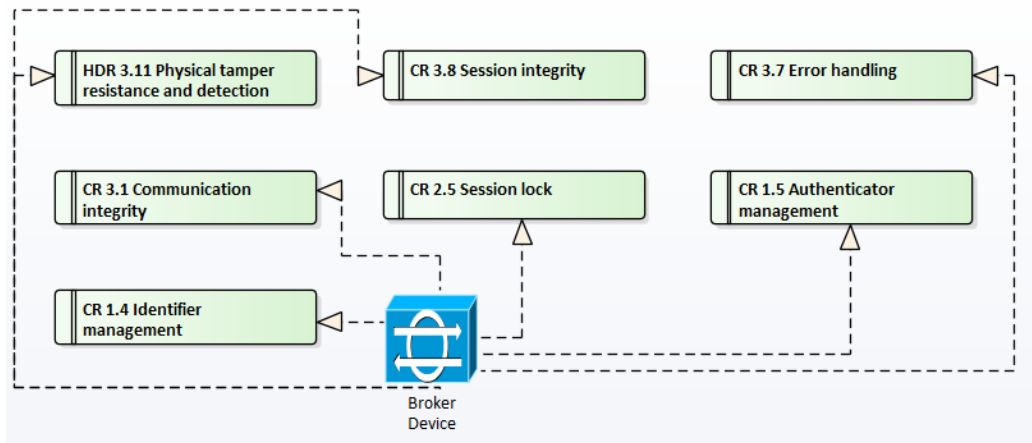 HDR 3.11 Physical tamper
resistance and detection
CR 3.8 Session integrity
CR 3.7 Error handling
CR 3.1 Communication
integrity
CR 2.5 Session lock
CR 1.5 Authenticator
management
CR 1.4 Identifier
management
Broker
Device